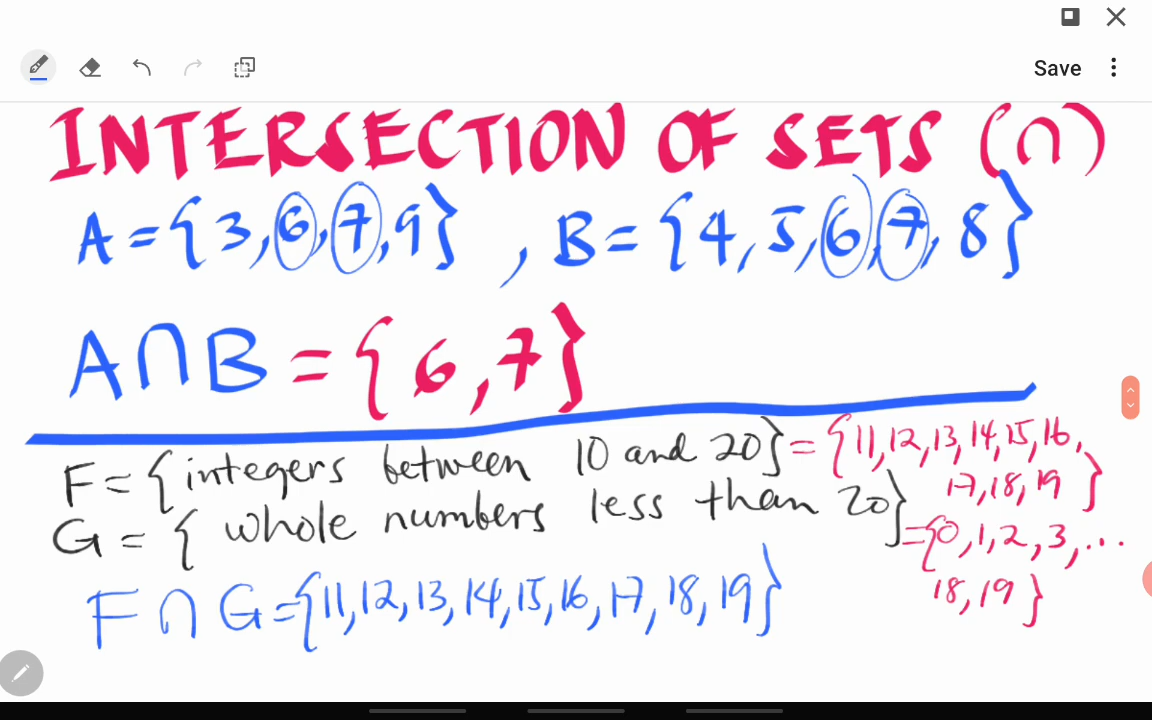 Save
INTERSECTION OF SETS (∩)
A = {3, 6, 7, 9} , B = {4, 5, 6, 7, 8}
A∩B = {6, 7}
F = {integers between 10 and 20} = {11, 12, 13, 14, 15, 16,
17, 18, 19}
G = { whole numbers less than 20}
= {0, 1, 2, 3, ...
18, 19}
F ∩ G = {11, 12, 13, 14, 15, 16, 17, 18, 19}